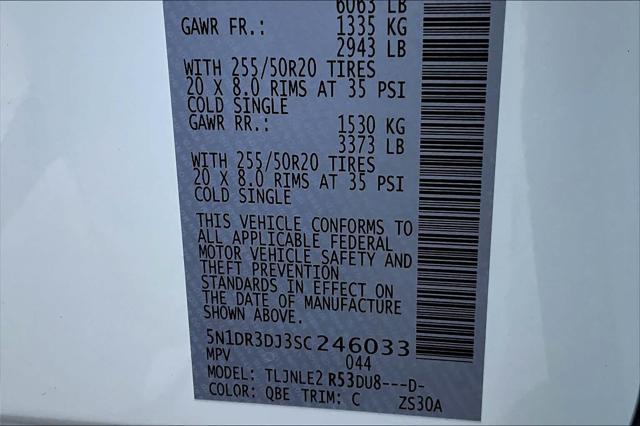 6063 LB
GAWR FR.: 1335 KG
2943 LB
WITH 255/50R20 TIRES
20 X 8.0 RIMS AT 35 PSI
COLD SINGLE
GAWR RR.: 1530 KG
3373 LB
WITH 255/50R20 TIRES
20 X 8.0 RIMS AT 35 PSI
COLD SINGLE
THIS VEHICLE CONFORMS TO
ALL APPLICABLE FEDERAL
MOTOR VEHICLE SAFETY AND
THEFT PREVENTION
STANDARDS IN EFFECT ON
THE DATE OF MANUFACTURE
SHOWN ABOVE.
5N1DR3DJ3SC246033
MPV 044
MODEL: TLJNLE2 R53DU8---D-
COLOR: QBE TRIM: C ZS30A